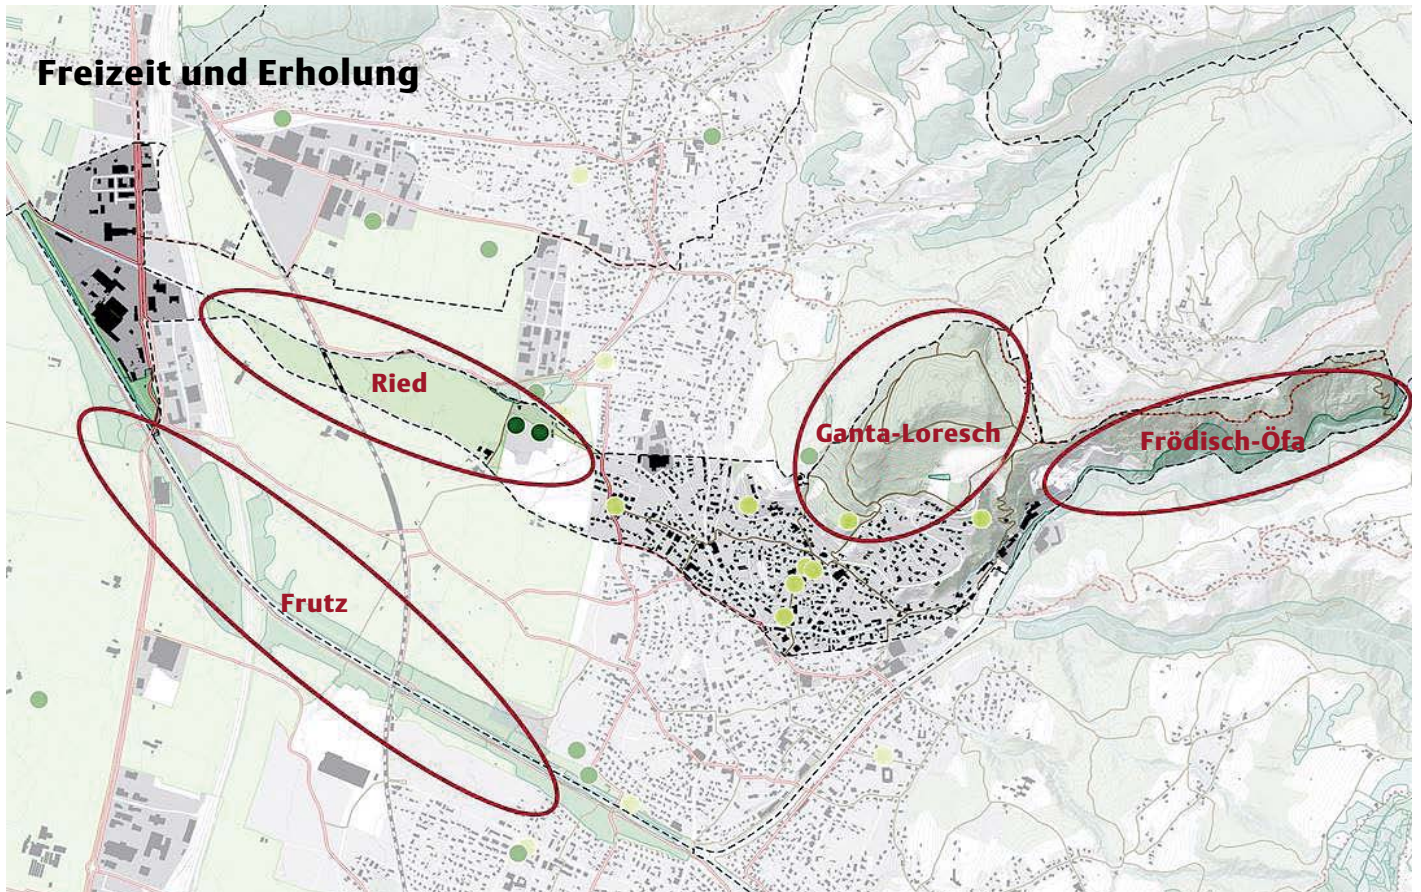 Freizeit und Erholung
Ried
Ganta-Loresch
Frödisch-Öfa
Frutz